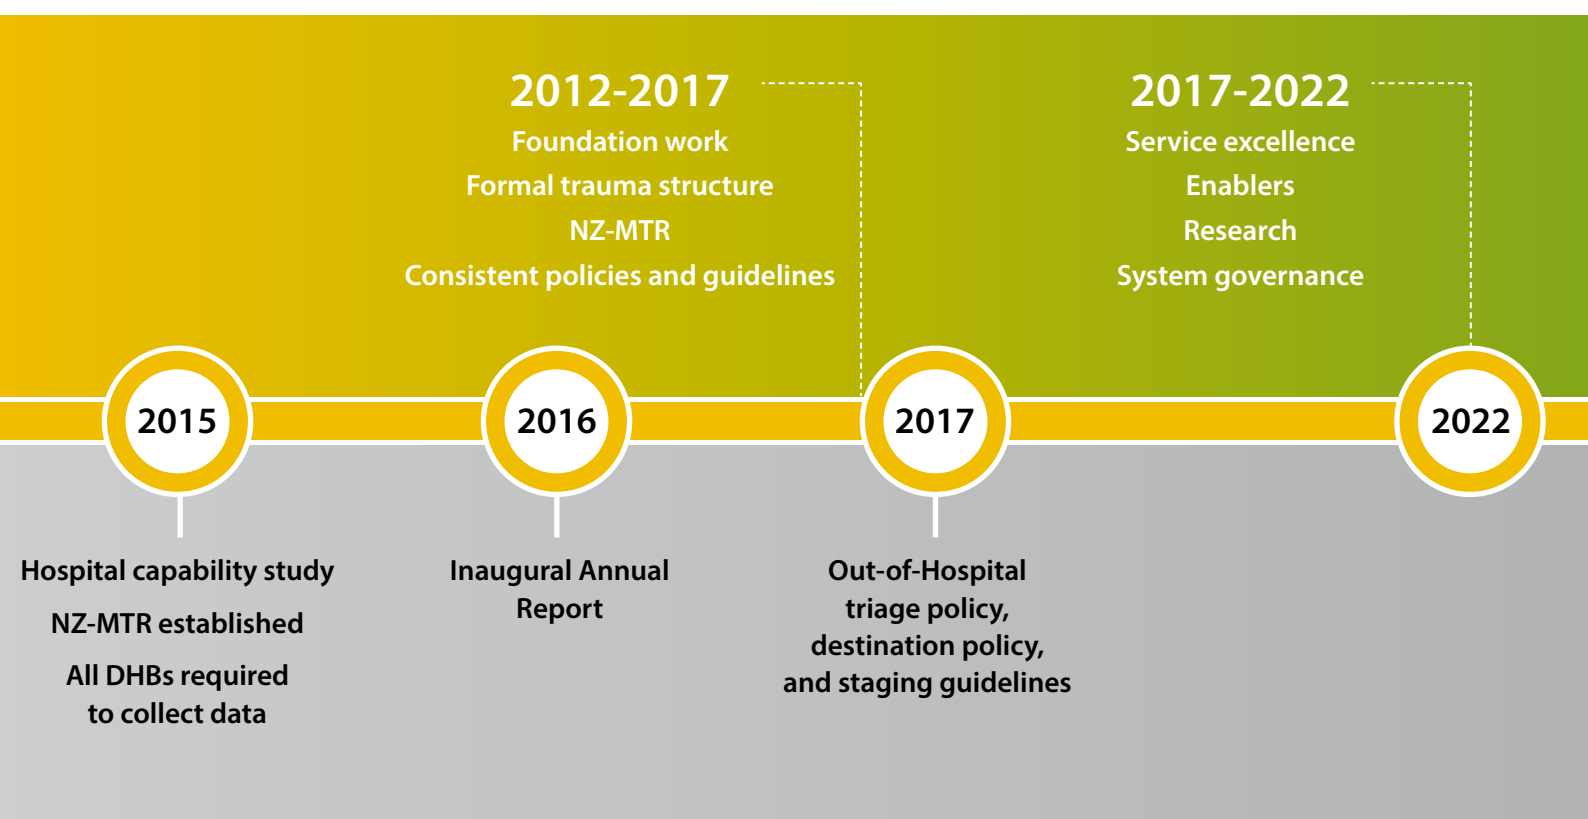 2012-2017
Foundation work
Formal trauma structure
NZ-MTR
Consistent policies and guidelines
2017-2022
Service excellence
Enablers
Research
System governance
2015
2016
2017
2022
Hospital capability study
NZ-MTR established
All DHBs required
to collect data
Inaugural Annual
Report
Out-of-Hospital
triage policy,
destination policy,
and staging guidelines